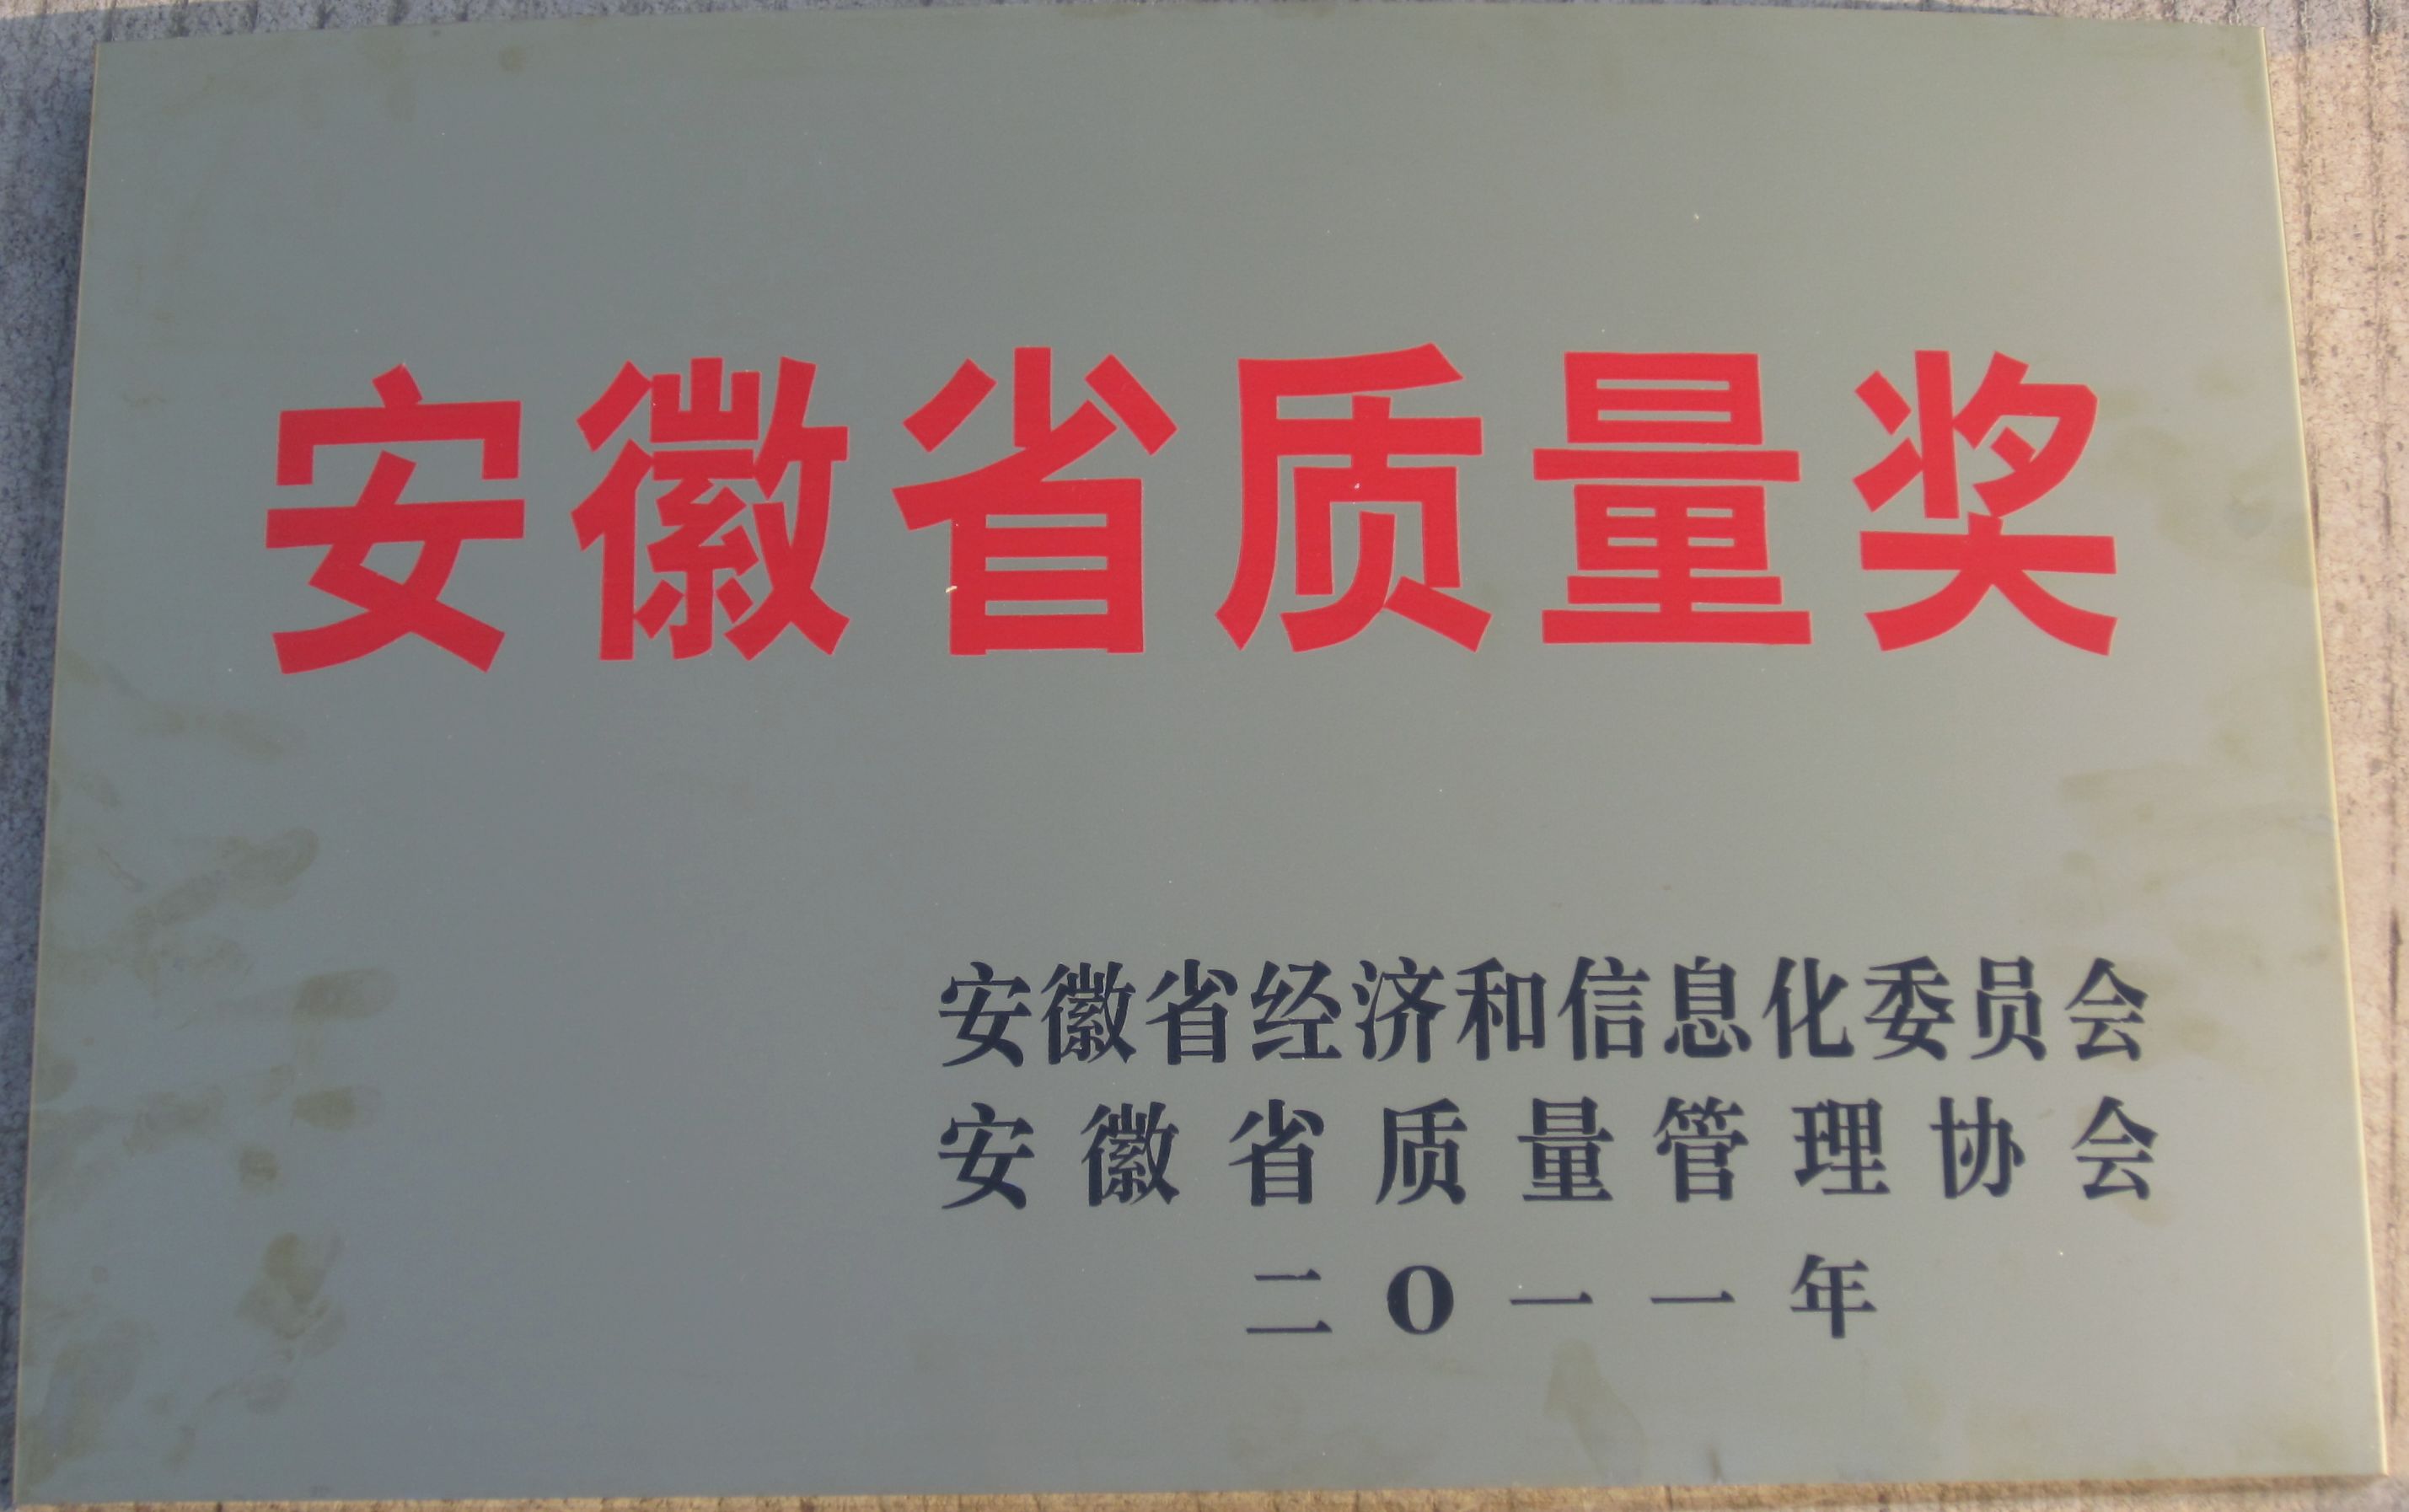 安徽省质量奖
安徽省经济和信息化委员会
安徽省质量管理协会
二O一一年